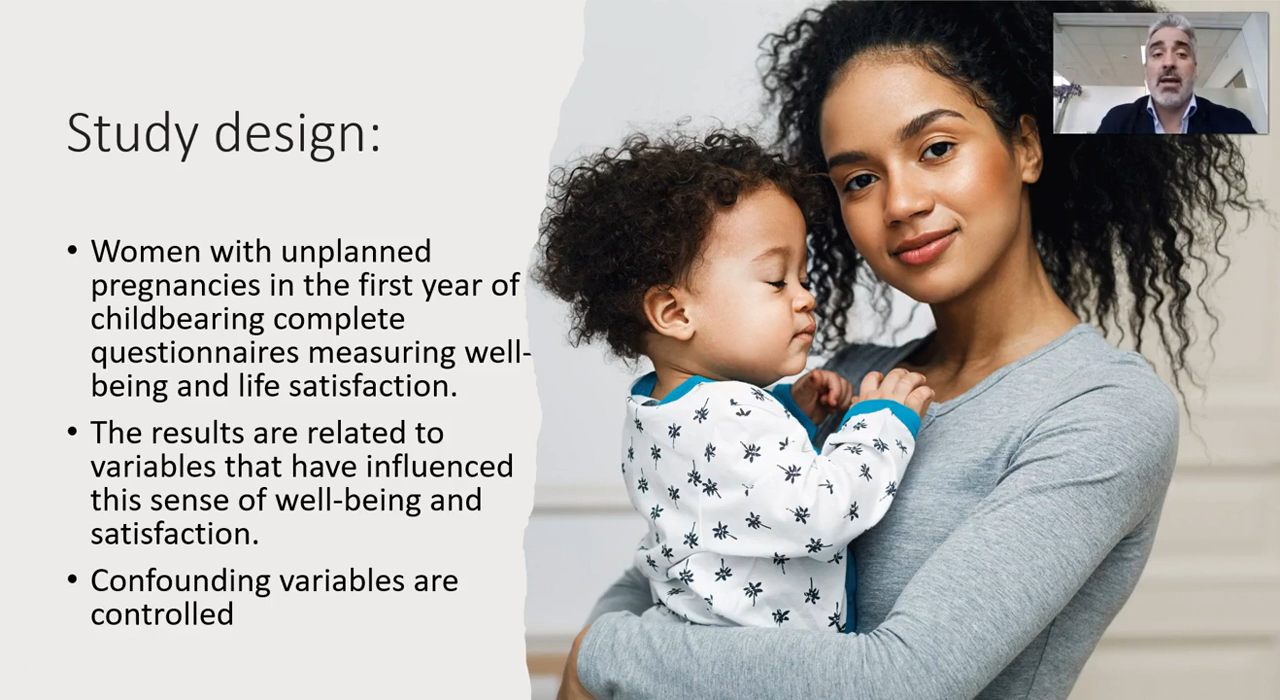 Study design:
• Women with unplanned
pregnancies in the first year of
childbearing complete
questionnaires measuring well-
being and life satisfaction.
• The results are related to
variables that have influenced
this sense of well-being and
satisfaction.
• Confounding variables are
controlled